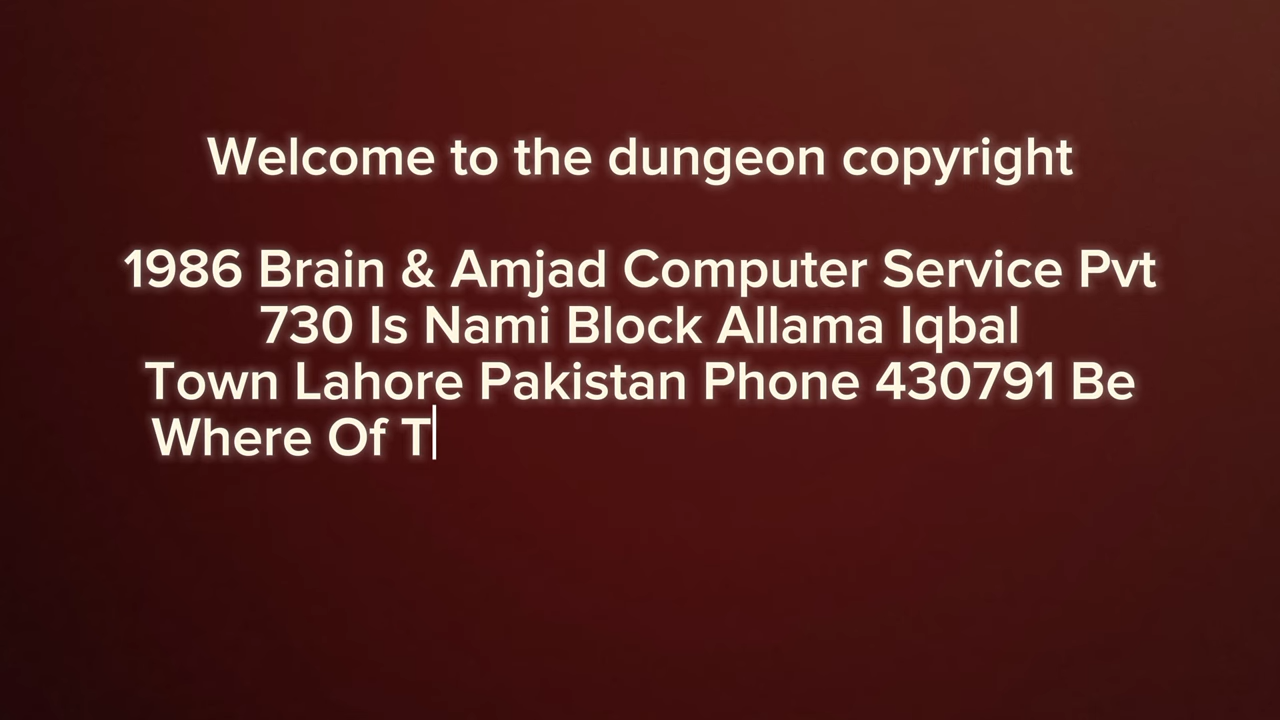 Welcome to the dungeon copyright
1986 Brain & Amjad Computer Service Pvt
730 Is Nami Block Allama Iqbal
Town Lahore Pakistan Phone 430791 Be
Where Of T